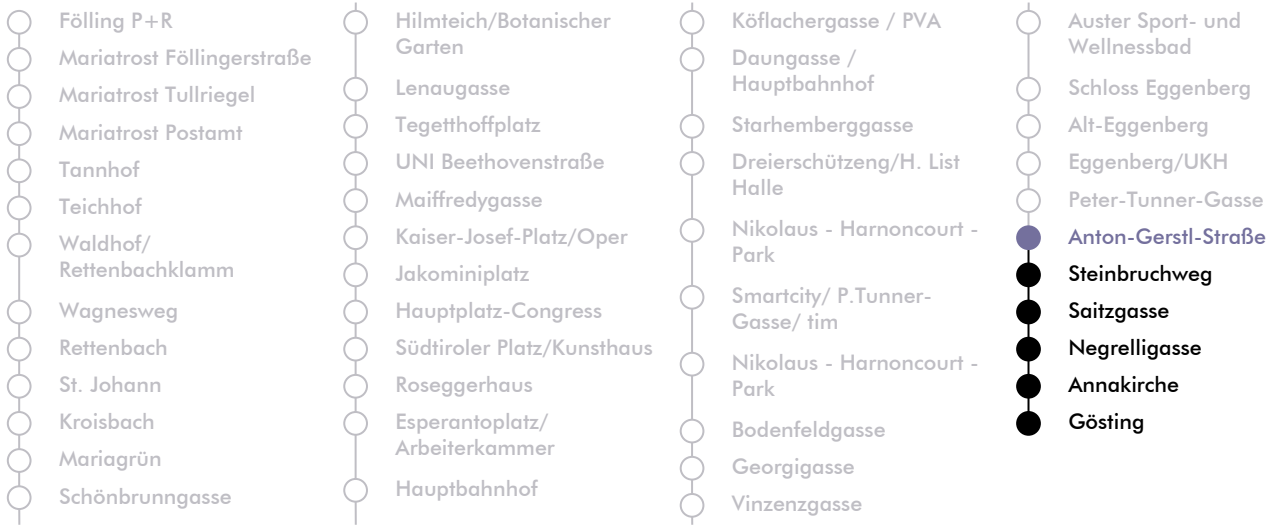 Fölling P+R
Mariatrost Föllingerstraße
Mariatrost Tullriegel
Mariatrost Postamt
Tannhof
Teichhof
Waldhof/
Rettenbachklamm
Wagnesweg
Rettenbach
St. Johann
Kroisbach
Mariagrün
Schönbrunngasse
Hilmteich/Botanischer
Garten
Lenaugasse
Tegetthoffplatz
UNI Beethovenstraße
Maiffredygasse
Kaiser-Josef-Platz/Oper
Jakominiplatz
Hauptplatz-Congress
Südtiroler Platz/Kunsthaus
Roseggerhaus
Esperantoplatz/
Arbeiterkammer
Hauptbahnhof
Köflachergasse / PVA
Daungasse /
Hauptbahnhof
Starhemberggasse
Dreierschützeng/H. List
Halle
Nikolaus - Harnoncourt -
Park
Smartcity/ P.Tunner-
Gasse/ tim
Nikolaus - Harnoncourt -
Park
Bodenfeldgasse
Georgigasse
Vinzenzgasse
Auster Sport- und
Wellnessbad
Schloss Eggenberg
Alt-Eggenberg
Eggenberg/UKH
Peter-Tunner-Gasse
Anton-Gerstl-Straße
Steinbruchweg
Saitzgasse
Negrelligasse
Annakirche
Gösting